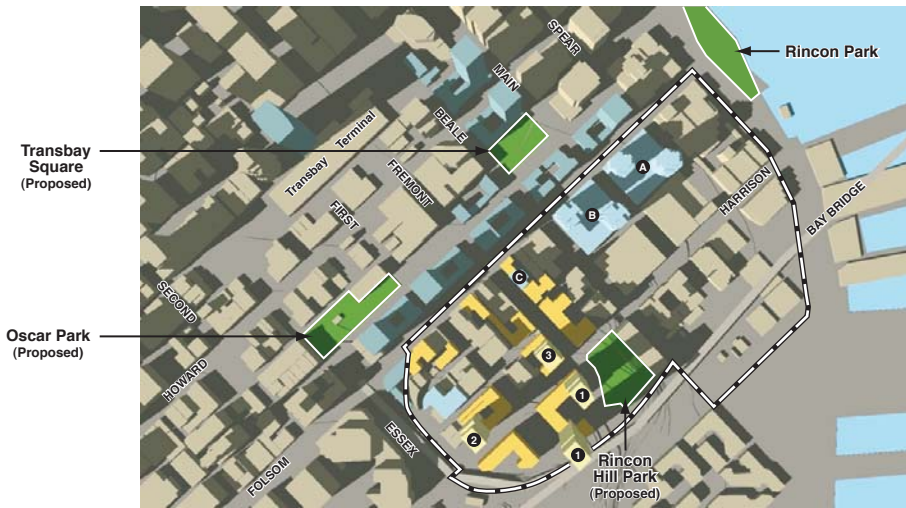 SPEAR
MAIN
BEALE
Rincon Park
Transbay
Square
(Proposed)
Transbay Terminal
FREMONT
FIRST
A
B
HARRISON
BAY BRIDGE
C
SECOND
Oscar Park
(Proposed)
HOWARD
3
1
2
ESSEX
1
FOLSOM
Rincon
Hill Park
(Proposed)